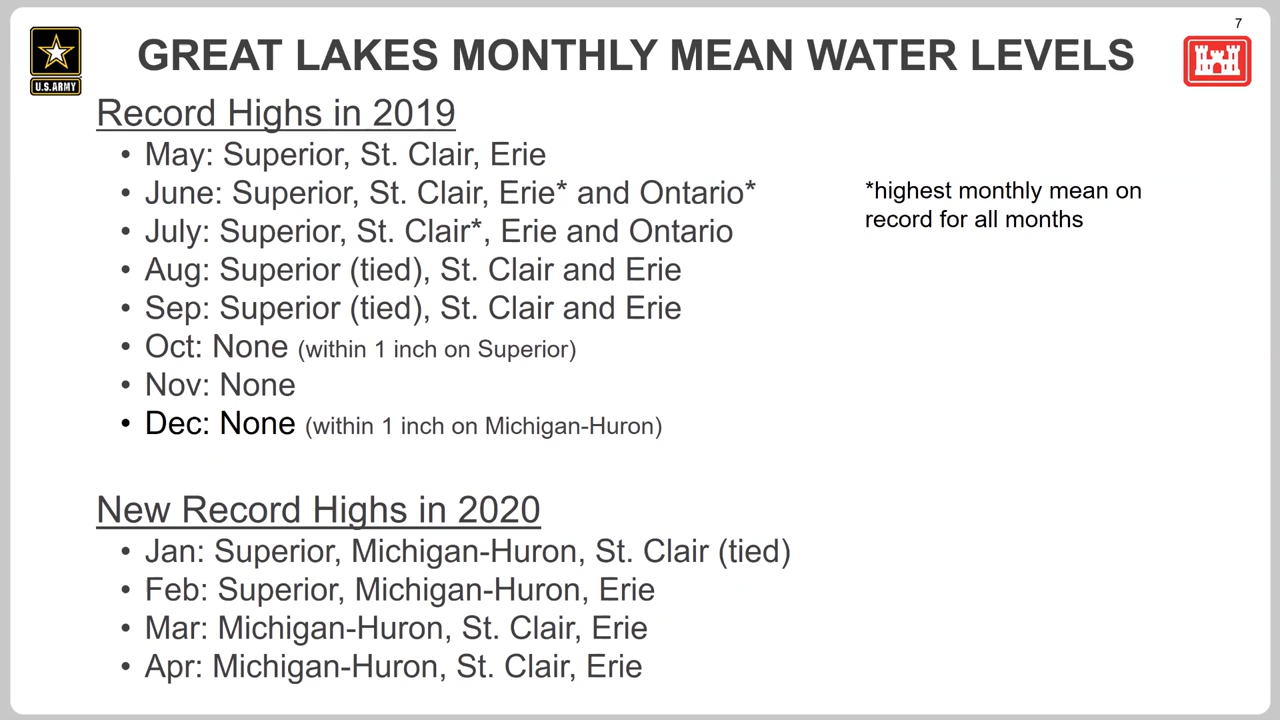 7
GREAT LAKES MONTHLY MEAN WATER LEVELS
U.S.ARMY
Record Highs in 2019
• May: Superior, St. Clair, Erie
• June: Superior, St. Clair, Erie* and Ontario*
• July: Superior, St. Clair*, Erie and Ontario
• Aug: Superior (tied), St. Clair and Erie
• Sep: Superior (tied), St. Clair and Erie
• Oct: None (within 1 inch on Superior)
• Nov: None
• Dec: None (within 1 inch on Michigan-Huron)
*highest monthly mean on
record for all months
New Record Highs in 2020
• Jan: Superior, Michigan-Huron, St. Clair (tied)
• Feb: Superior, Michigan-Huron, Erie
• Mar: Michigan-Huron, St. Clair, Erie
• Apr: Michigan-Huron, St. Clair, Erie